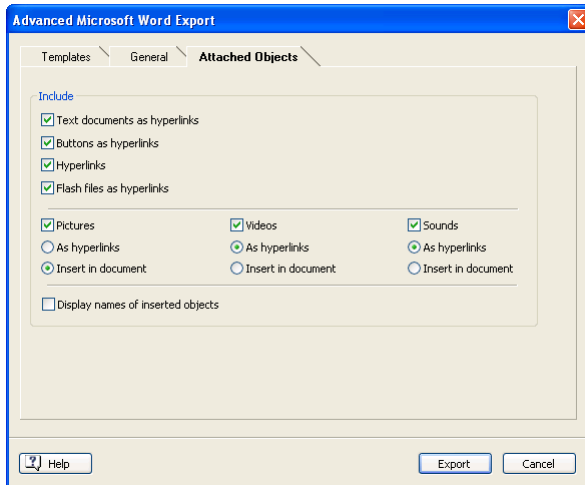 Advanced Microsoft Word Export
Templates General Attached Objects
Include
Text documents as hyperlinks
Buttons as hyperlinks
Hyperlinks
Flash files as hyperlinks
Pictures Videos Sounds
As hyperlinks As hyperlinks As hyperlinks
Insert in document Insert in document Insert in document
Display names of inserted objects
Help Export Cancel